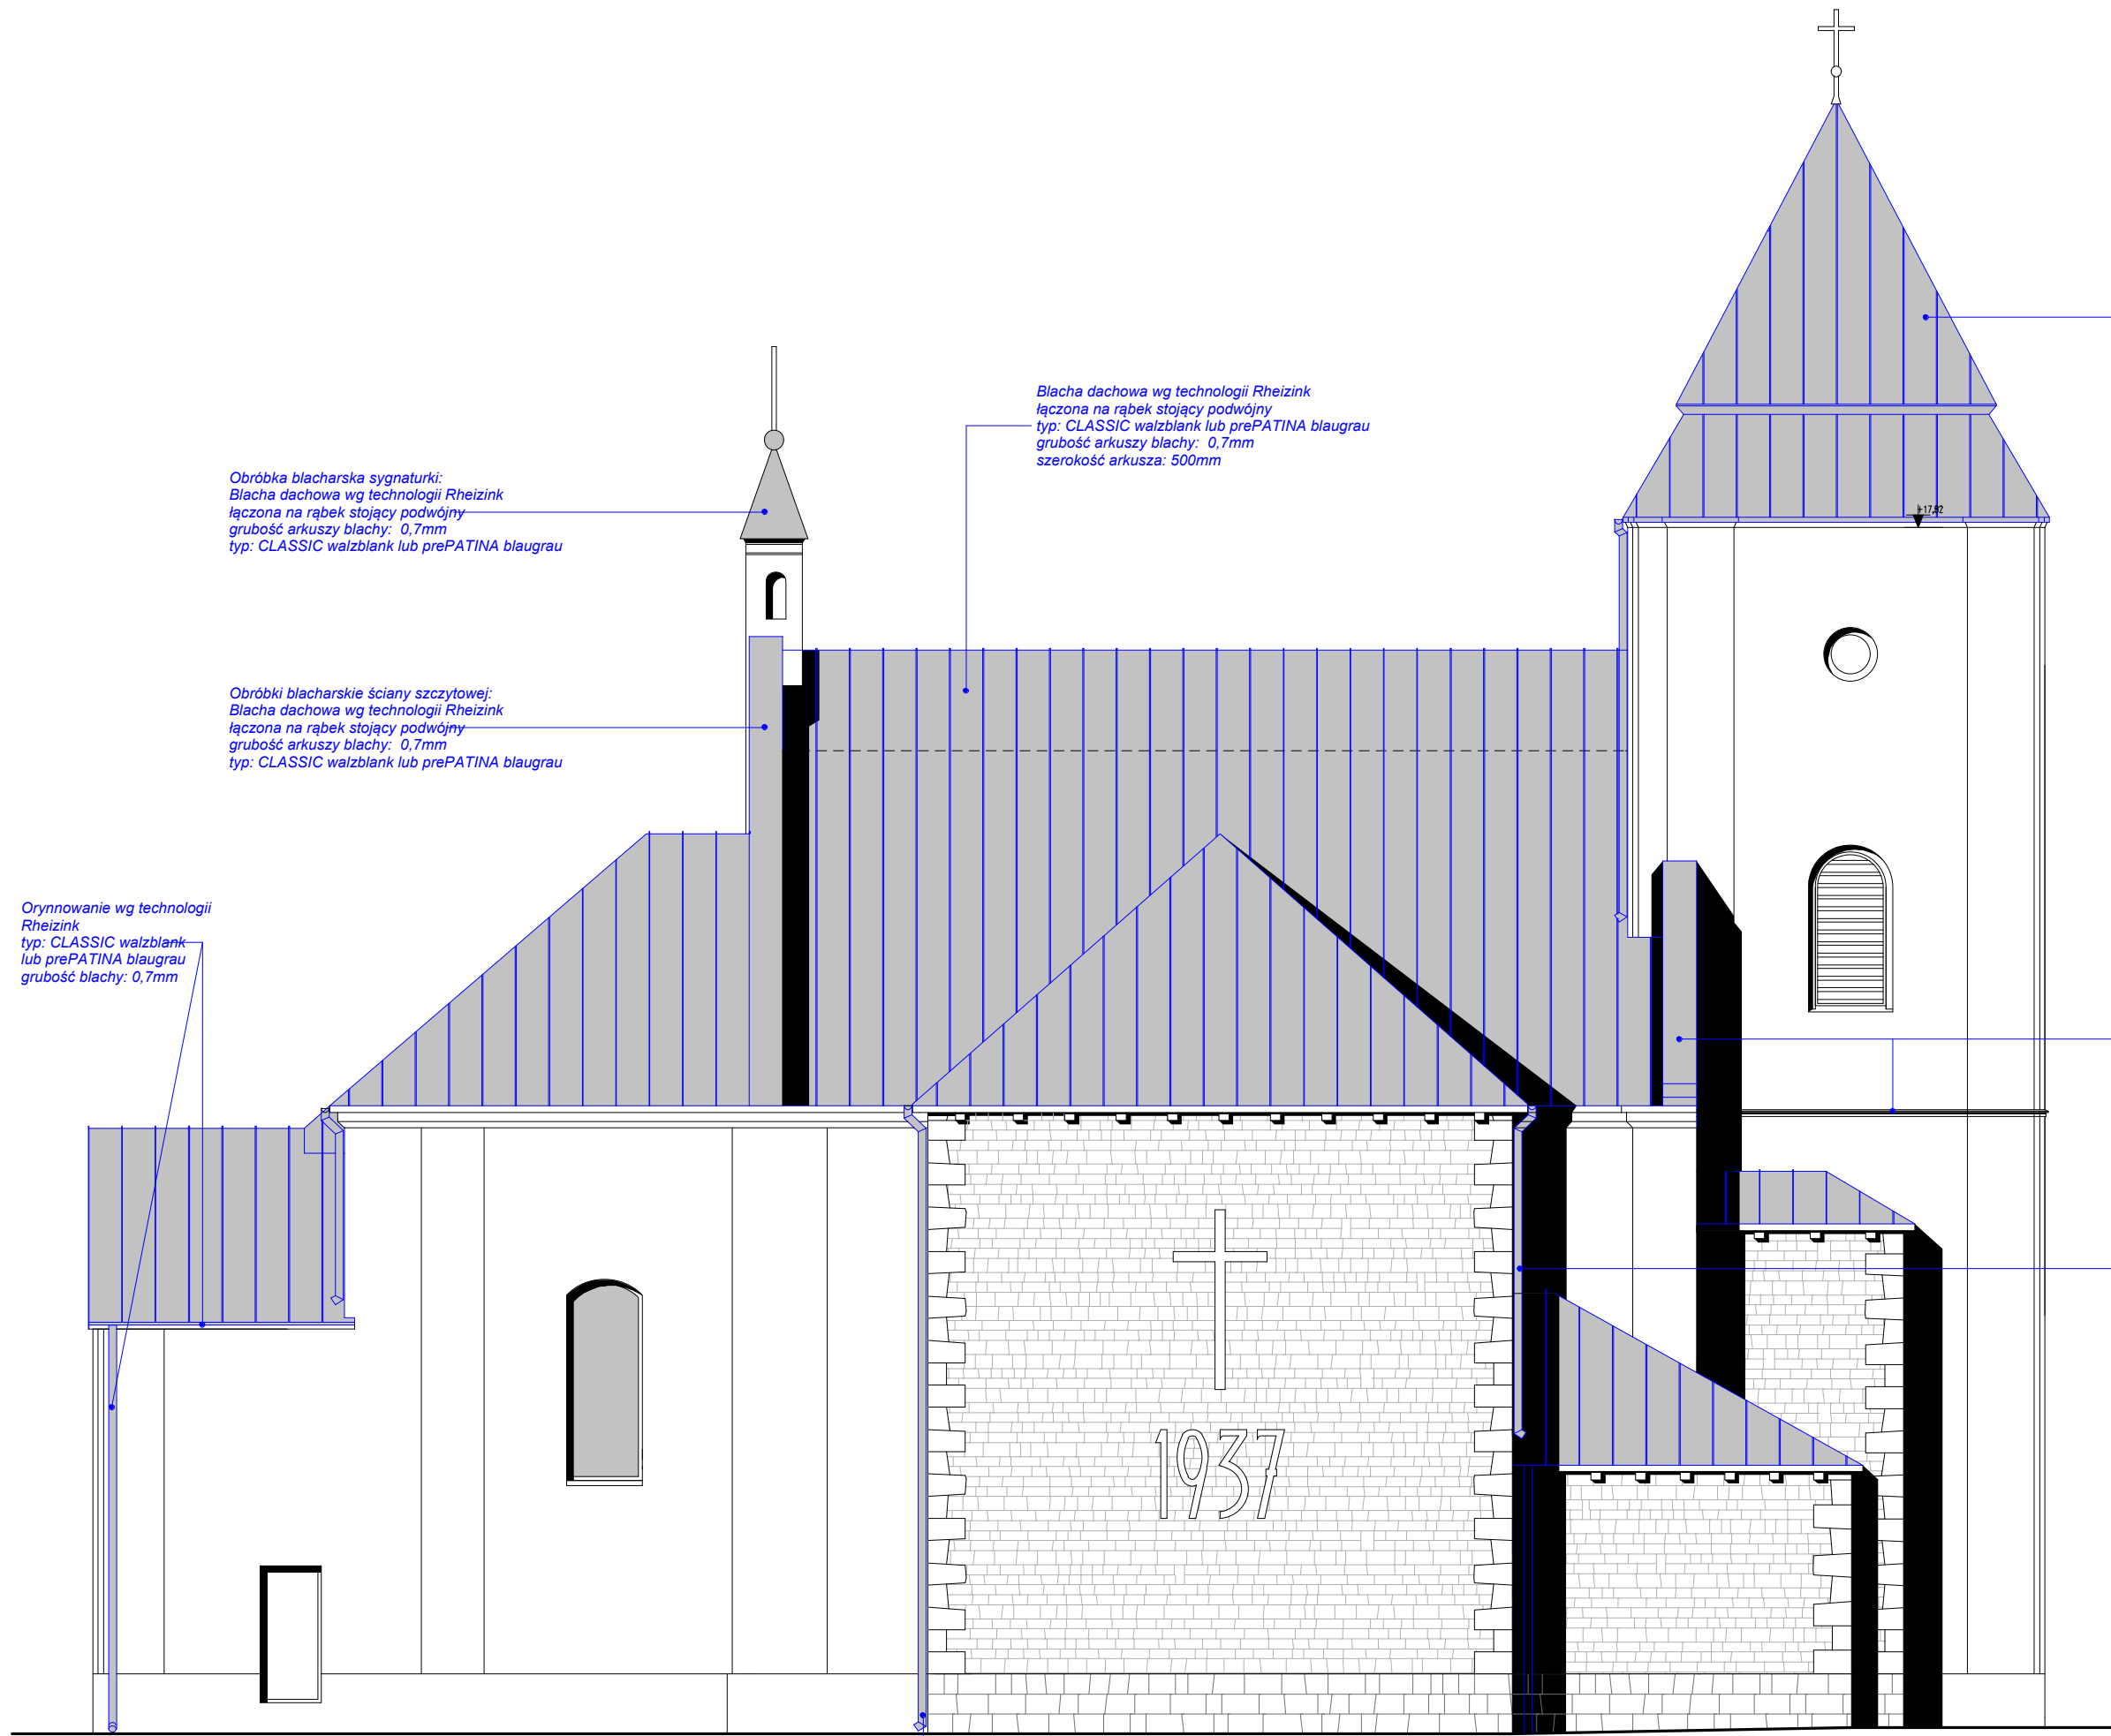 Blacha dachowa wg technologii Rheizink
łączona na rąbek stojący podwójny
typ: CLASSIC walzblank lub prePATINA blaugrau
grubość arkuszy blachy: 0,7mm
szerokość arkusza: 500mm
Obróbka blacharska sygnaturki:
Blacha dachowa wg technologii Rheizink
łączona na rąbek stojący podwójny
grubość arkuszy blachy: 0,7mm
typ: CLASSIC walzblank lub prePATINA blaugrau
+17,92
Obróbki blacharskie ściany szczytowej:
Blacha dachowa wg technologii Rheizink
łączona na rąbek stojący podwójny
grubość arkuszy blachy: 0,7mm
typ: CLASSIC walzblank lub prePATINA blaugrau
Orynnowanie wg technologii
Rheizink
typ: CLASSIC walzblank
lub prePATINA blaugrau
grubość blachy: 0,7mm
1937